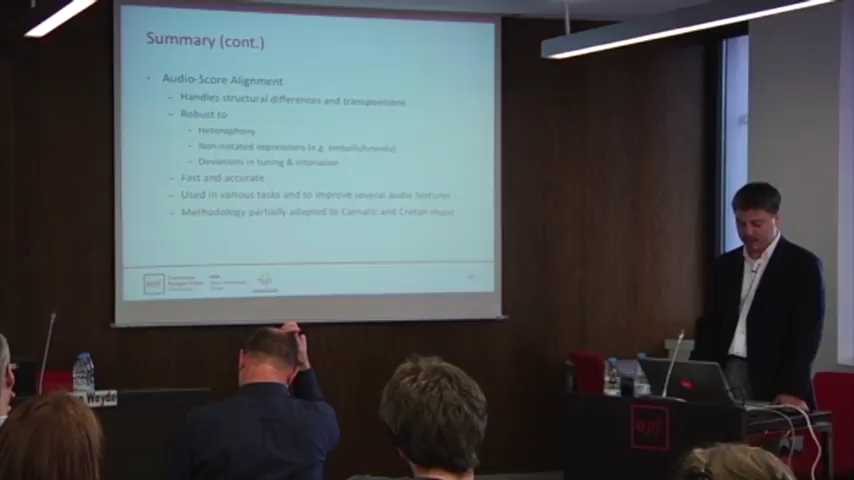 Summary (cont.)
- Audio-Score Alignment
– Handles structural differences and transpositions
– Robust to
- Heterophony
- Non-notated expressions (e.g. embellishments)
- Deviations in tuning & intonation
– Fast and accurate
– Used in various tasks and to improve several audio features
– Methodology partially adapted to Carnatic and Cretan music
upf.
Weyde
upf.